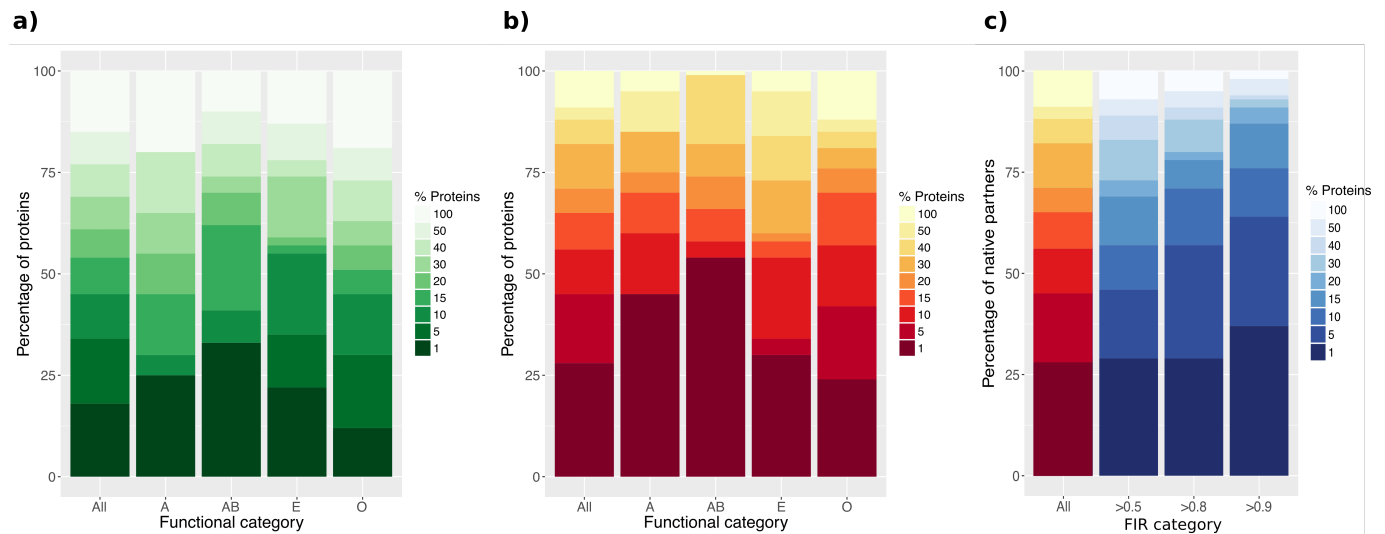 a)
Percentage of proteins
100
75
50
25
0
All A AB E O
Functional category
% Proteins
100
50
40
30
20
15
10
5
1
b)
Percentage of proteins
100
75
50
25
0
All A AB E O
Functional category
% Proteins
100
50
40
30
20
15
10
5
1
c)
Percentage of native partners
100
75
50
25
0
All >0.5 >0.8 >0.9
FIR category
% Proteins
100
50
40
30
20
15
10
5
1